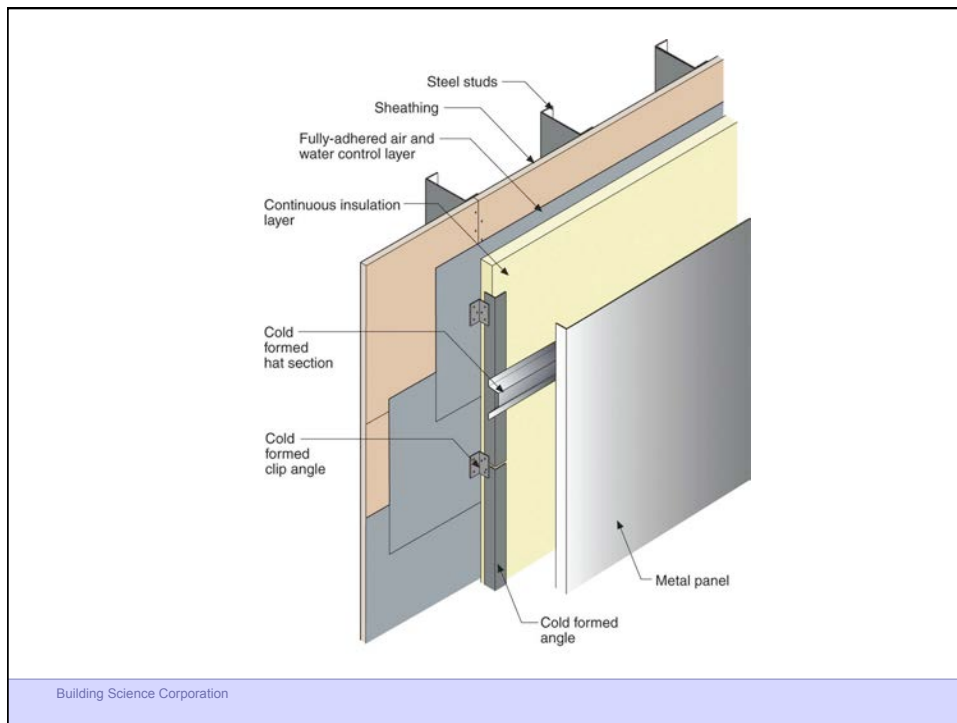 Steel studs
Sheathing
Fully-adhered air and
water control layer
Continuous insulation
layer
Cold
formed
hat section
Cold
formed
clip angle
Metal panel
Cold formed
angle
Building Science Corporation